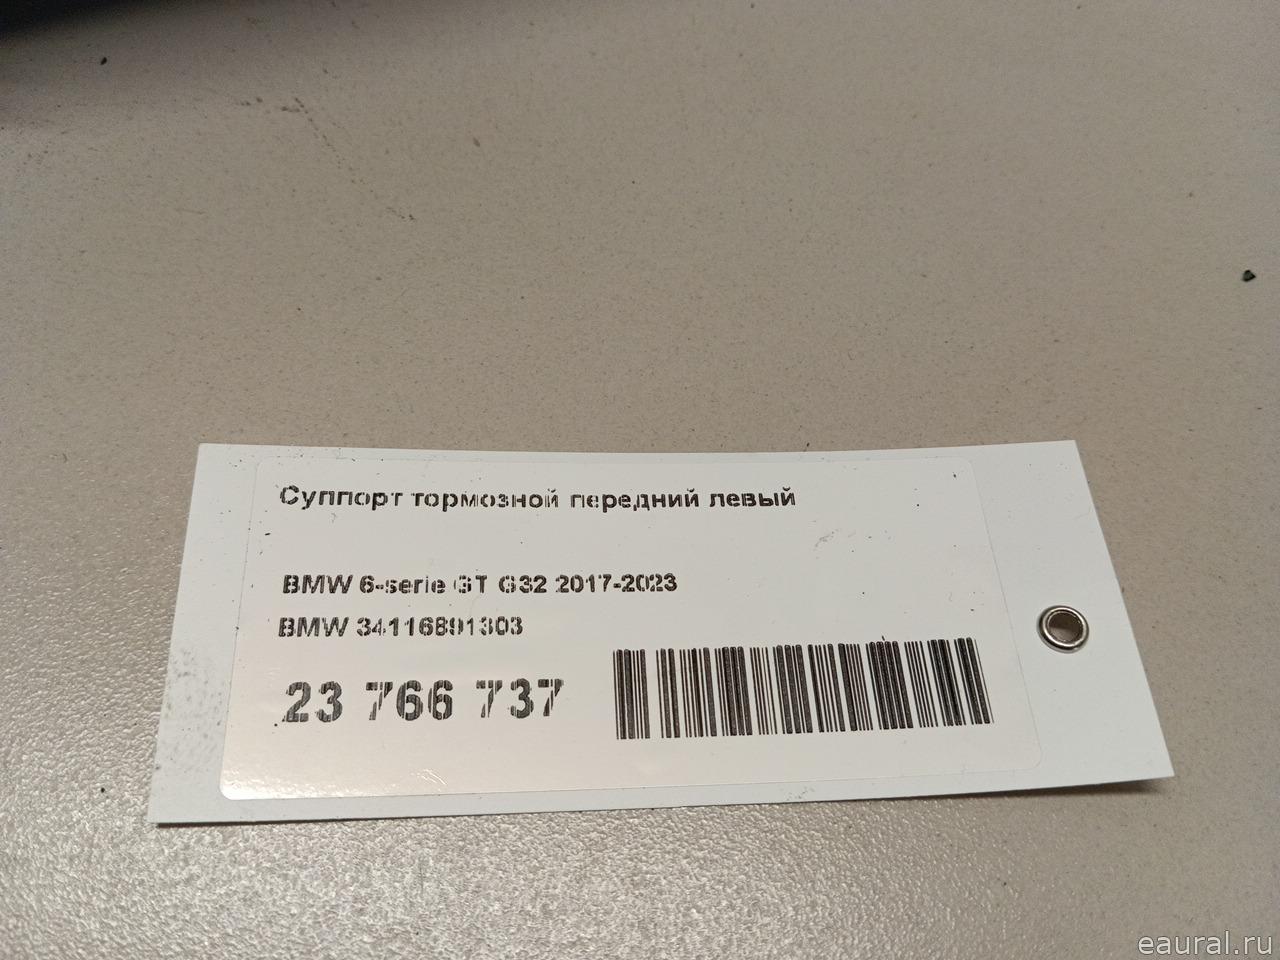 Суппорт тормозной передний левый
BMW 6-serie GT G32 2017-2023
BMW 34116891303
23 766 737
eaural.ru